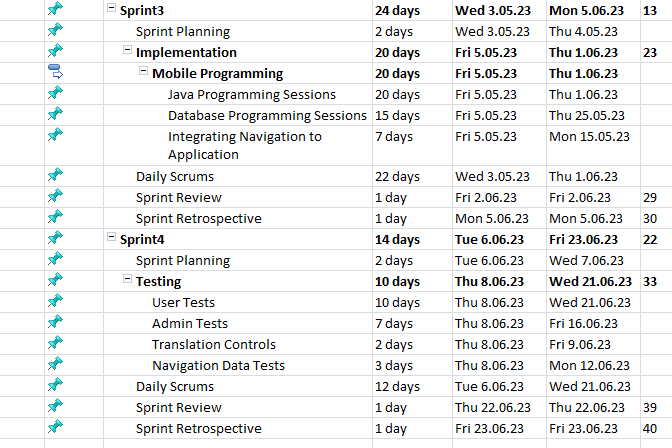 Sprint3 24 days Wed 3.05.23 Mon 5.06.23 13
Sprint Planning 2 days Wed 3.05.23 Thu 4.05.23
Implementation 20 days Fri 5.05.23 Thu 1.06.23 23
Mobile Programming 20 days Fri 5.05.23 Thu 1.06.23
Java Programming Sessions 20 days Fri 5.05.23 Thu 1.06.23
Database Programming Sessions 15 days Fri 5.05.23 Thu 25.05.23
Integrating Navigation to 7 days Fri 5.05.23 Mon 15.05.23
Application
Daily Scrums 22 days Wed 3.05.23 Thu 1.06.23
Sprint Review 1 day Fri 2.06.23 Fri 2.06.23 29
Sprint Retrospective 1 day Mon 5.06.23 Mon 5.06.23 30
Sprint4 14 days Tue 6.06.23 Fri 23.06.23 22
Sprint Planning 2 days Tue 6.06.23 Wed 7.06.23
Testing 10 days Thu 8.06.23 Wed 21.06.23 33
User Tests 10 days Thu 8.06.23 Wed 21.06.23
Admin Tests 7 days Thu 8.06.23 Fri 16.06.23
Translation Controls 2 days Thu 8.06.23 Fri 9.06.23
Navigation Data Tests 3 days Thu 8.06.23 Mon 12.06.23
Daily Scrums 12 days Tue 6.06.23 Wed 21.06.23
Sprint Review 1 day Thu 22.06.23 Thu 22.06.23 39
Sprint Retrospective 1 day Fri 23.06.23 Fri 23.06.23 40